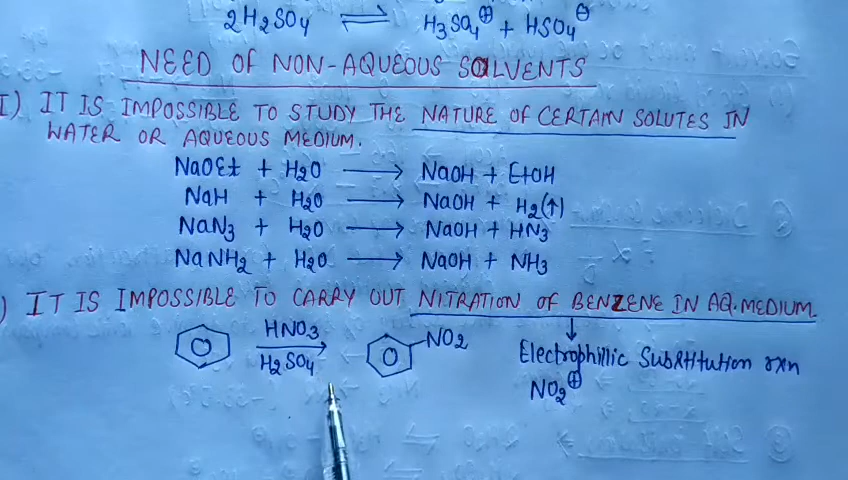 2H₂SO₄ ⇌ H₃SO₄⊕ + HSO₄⊖
NEED OF NON-AQUEOUS SOLVENTS
I) IT IS IMPOSSIBLE TO STUDY THE NATURE OF CERTAIN SOLUTES IN
WATER OR AQUEOUS MEDIUM.
NaOEt + H₂O ⟶ NaOH + EtOH
NaH + H₂O ⟶ NaOH + H₂(↑)
NaN₃ + H₂O ⟶ NaOH + HN₃
NaNH₂ + H₂O ⟶ NaOH + NH₃
) IT IS IMPOSSIBLE TO CARRY OUT NITRATION OF BENZENE IN AQ. MEDIUM.
HNO₃
H₂SO₄
NO₂
Electrophillic Substitution rxn
NO₂⊕